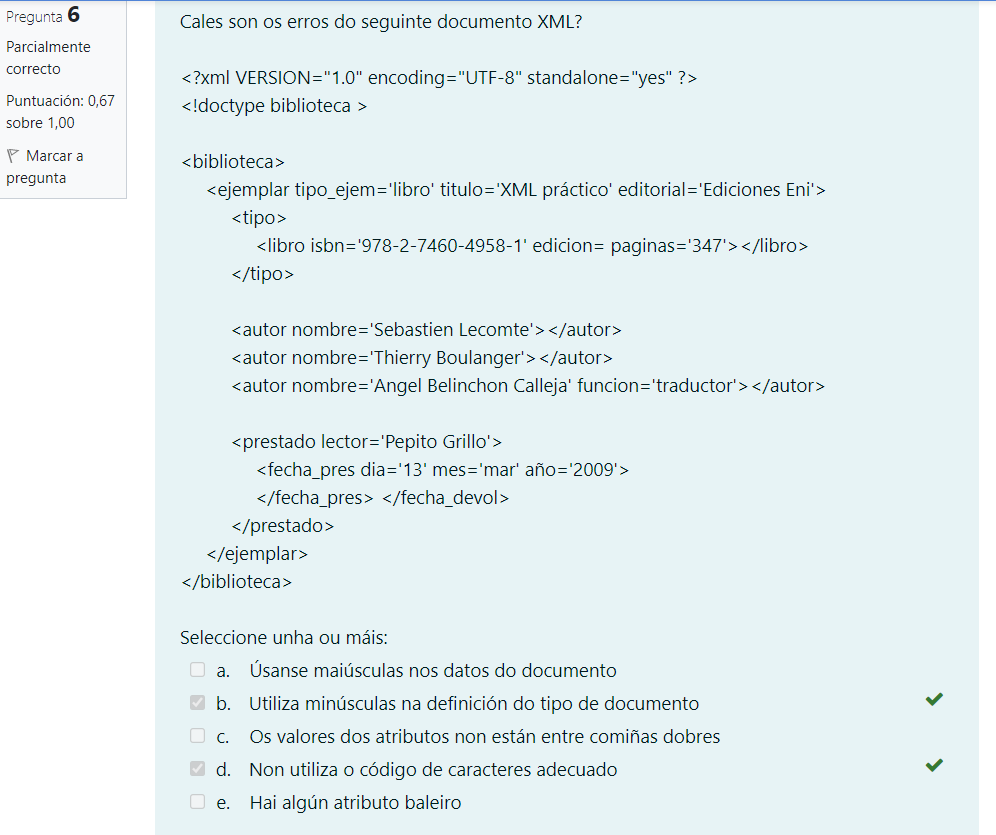 Pregunta 6
Parcialmente
correcto
Puntuación: 0,67
sobre 1,00
Marcar a
pregunta
Cales son os erros do seguinte documento XML?
<?xml VERSION="1.0" encoding="UTF-8" standalone="yes" ?>
<!doctype biblioteca >
<biblioteca>
<ejemplar tipo_ejem='libro' titulo='XML práctico' editorial='Ediciones Eni'>
<tipo>
<libro isbn='978-2-7460-4958-1' edicion= paginas='347'></libro>
</tipo>
<autor nombre='Sebastien Lecomte'></autor>
<autor nombre='Thierry Boulanger'></autor>
<autor nombre='Angel Belinchon Calleja' funcion='traductor'></autor>
<prestado lector='Pepito Grillo'>
<fecha_pres dia='13' mes='mar' año='2009'>
</fecha_pres> </fecha_devol>
</prestado>
</ejemplar>
</biblioteca>
Seleccione unha ou máis:
a. Úsanse maiúsculas nos datos do documento
b. Utiliza minúsculas na definición do tipo de documento
c. Os valores dos atributos non están entre comiñas dobres
d. Non utiliza o código de caracteres adecuado
e. Hai algún atributo baleiro